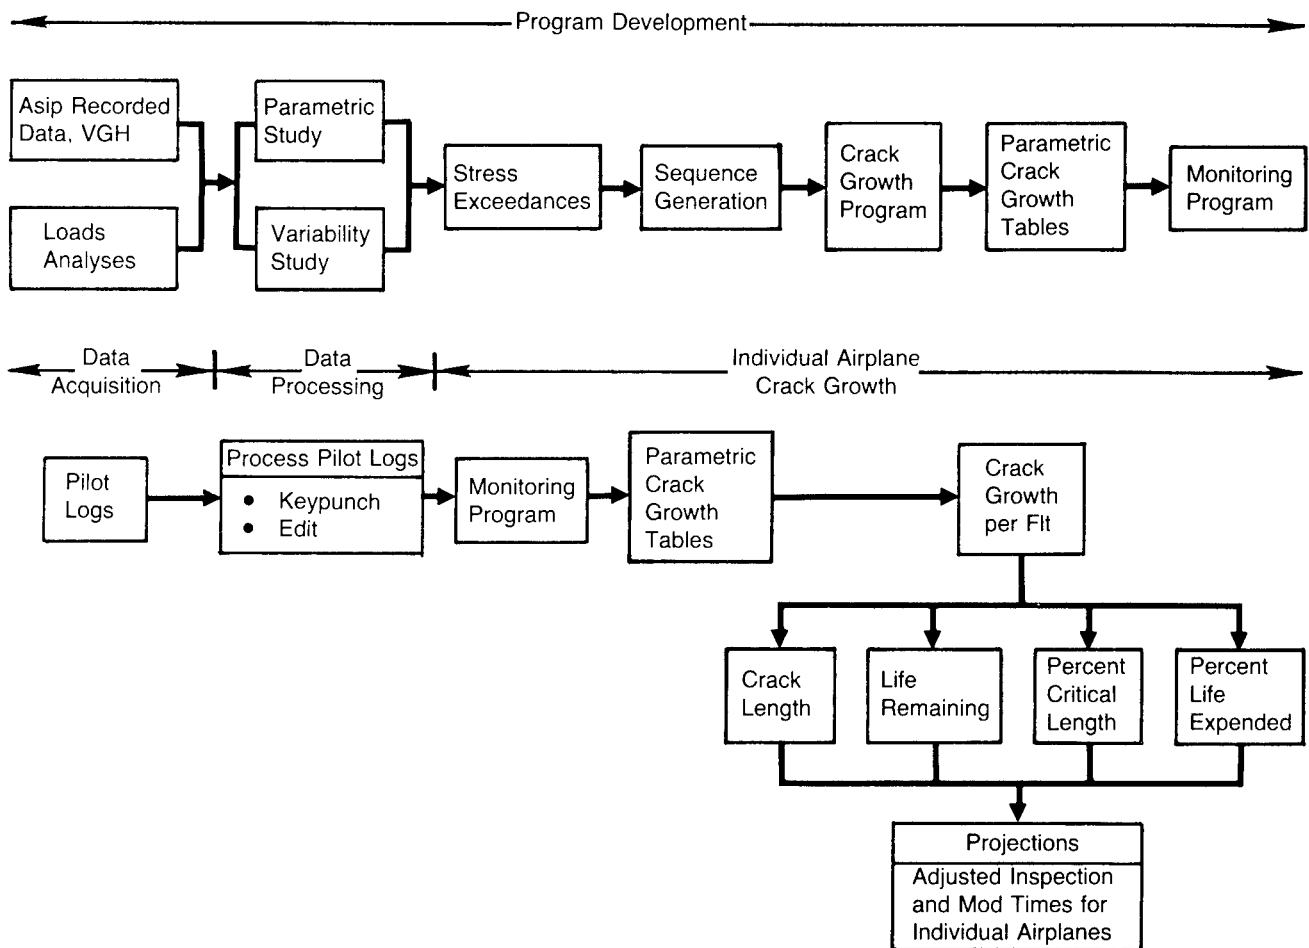 Program Development
Asip Recorded
Data, VGH
Loads
Analyses
Parametric
Study
Variability
Study
Stress
Exceedances
Sequence
Generation
Crack
Growth
Program
Parametric
Crack
Growth
Tables
Monitoring
Program
Data
Acquisition
Data
Processing
Individual Airplane
Crack Growth
Pilot
Logs
Process Pilot Logs
• Keypunch
• Edit
Monitoring
Program
Parametric
Crack
Growth
Tables
Crack
Growth
per Flt
Crack
Length
Life
Remaining
Percent
Critical
Length
Percent
Life
Expended
Projections
Adjusted Inspection
and Mod Times for
Individual Airplanes